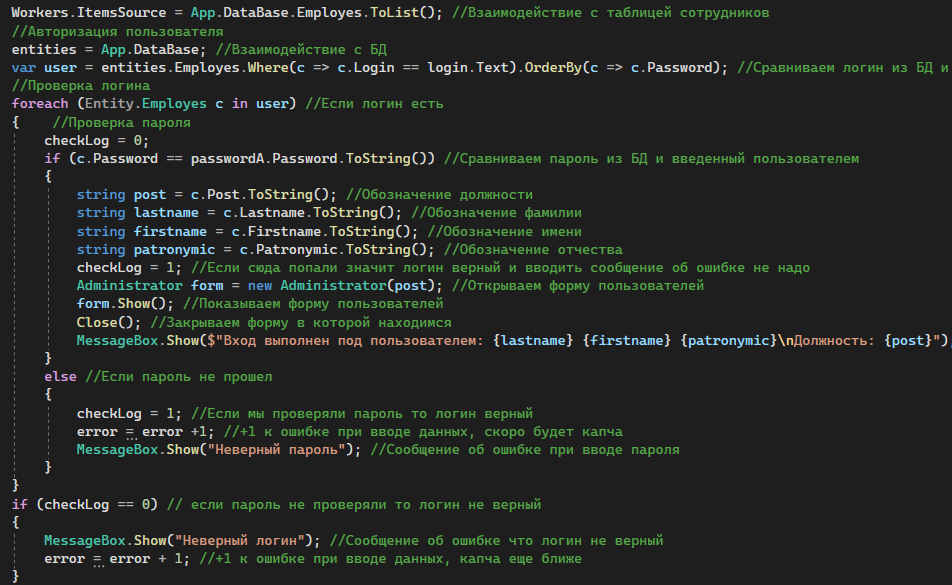 Workers.ItemsSource = App.DataBase.Employes.ToList(); //Взаимодействие с таблицей сотрудников
//Авторизация пользователя
entities = App.DataBase; //Взаимодействие с БД
var user = entities.Employes.Where(c => c.Login == login.Text).OrderBy(c => c.Password); //Сравниваем логин из БД и
//Проверка логина
foreach (Entity.Employes c in user) //Если логин есть
{    //Проверка пароля
    checkLog = 0;
    if (c.Password == passwordA.Password.ToString()) //Сравниваем пароль из БД и введенный пользователем
    {
        string post = c.Post.ToString(); //Обозначение должности
        string lastname = c.Lastname.ToString(); //Обозначение фамилии
        string firstname = c.Firstname.ToString(); //Обозначение имени
        string patronymic = c.Patronymic.ToString(); //Обозначение отчества
        checkLog = 1; //Если сюда попали значит логин верный и вводить сообщение об ошибке не надо
        Administrator form = new Administrator(post); //Открываем форму пользователей
        form.Show(); //Показываем форму пользователей
        Close(); //Закрываем форму в которой находимся
        MessageBox.Show($"Вход выполнен под пользователем: {lastname} {firstname} {patronymic}\nДолжность: {post}")
    }
    else //Если пароль не прошел
    {
        checkLog = 1; //Если мы проверяли пароль то логин верный
        error = error +1; //+1 к ошибке при вводе данных, скоро будет капча
        MessageBox.Show("Неверный пароль"); //Сообщение об ошибке при вводе пароля
    }
}
if (checkLog == 0) // если пароль не проверяли то логин не верный
{
    MessageBox.Show("Неверный логин"); //Сообщение об ошибке что логин не верный
    error = error + 1; //+1 к ошибке при вводе данных, капча еще ближе
}